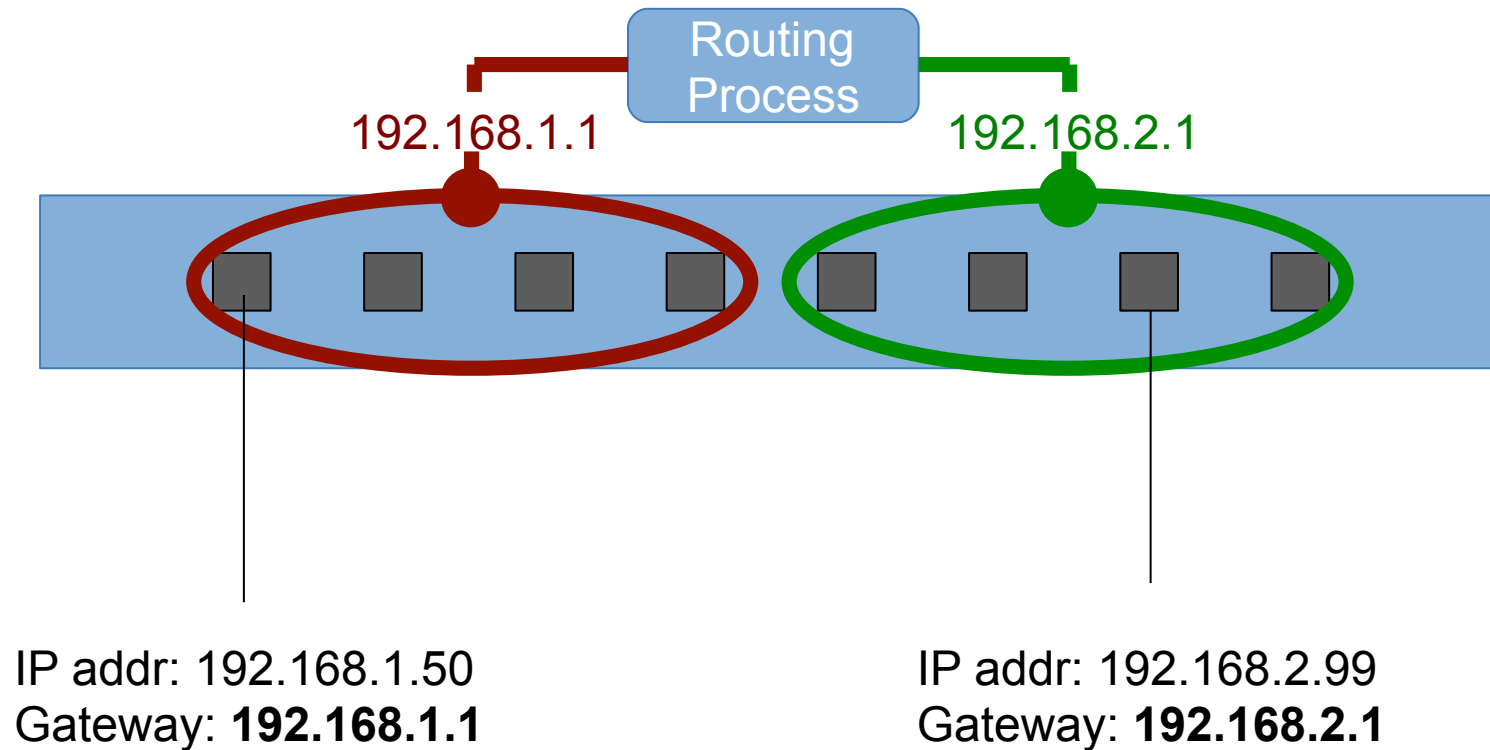 Routing
Process
192.168.1.1
192.168.2.1
IP addr: 192.168.1.50
Gateway: 192.168.1.1
IP addr: 192.168.2.99
Gateway: 192.168.2.1